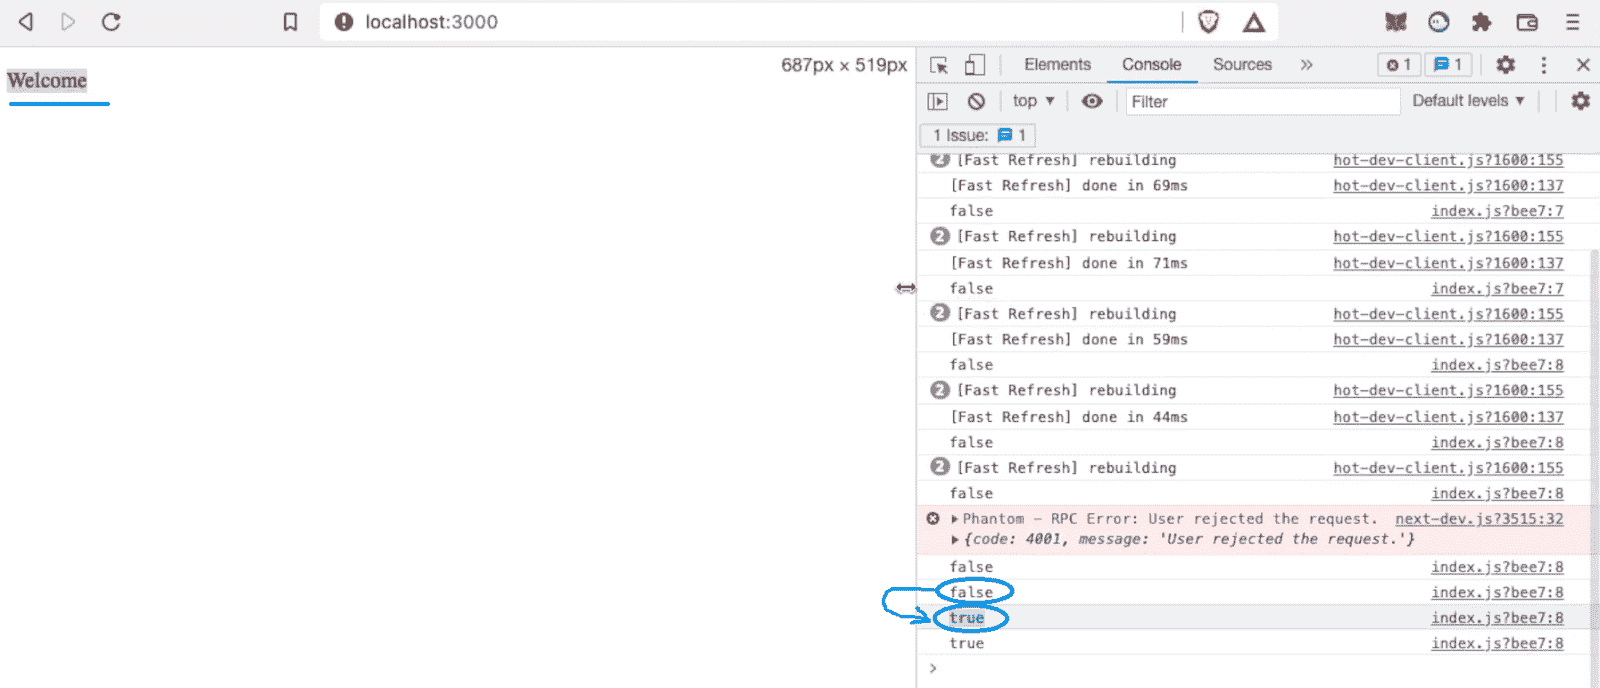 localhost:3000
Welcome
687px × 519px
Elements Console Sources » 1 1
top ▼ Filter Default levels ▼
1 Issue: 1
2 [Fast Refresh] rebuilding hot-dev-client.js?1600:155
[Fast Refresh] done in 69ms hot-dev-client.js?1600:137
false index.js?bee7:7
2 [Fast Refresh] rebuilding hot-dev-client.js?1600:155
[Fast Refresh] done in 71ms hot-dev-client.js?1600:137
false index.js?bee7:7
2 [Fast Refresh] rebuilding hot-dev-client.js?1600:155
[Fast Refresh] done in 59ms hot-dev-client.js?1600:137
false index.js?bee7:8
2 [Fast Refresh] rebuilding hot-dev-client.js?1600:155
[Fast Refresh] done in 44ms hot-dev-client.js?1600:137
false index.js?bee7:8
2 [Fast Refresh] rebuilding hot-dev-client.js?1600:155
false index.js?bee7:8
▶Phantom – RPC Error: User rejected the request. next-dev.js?3515:32
▶{code: 4001, message: 'User rejected the request.'}
false index.js?bee7:8
false index.js?bee7:8
true index.js?bee7:8
true index.js?bee7:8
>